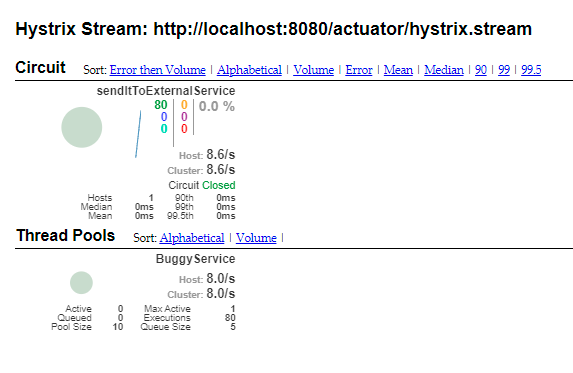 Hystrix Stream: http://localhost:8080/actuator/hystrix.stream
Circuit Sort: Error then Volume | Alphabetical | Volume | Error | Mean | Median | 90 | 99 | 99.5
sendItToExternalService
80 0 0.0 %
0 0
0 0
Host: 8.6/s
Cluster: 8.6/s
Circuit Closed
Hosts 1 90th 0ms
Median 0ms 99th 0ms
Mean 0ms 99.5th 0ms
Thread Pools Sort: Alphabetical | Volume |
BuggyService
Host: 8.0/s
Cluster: 8.0/s
Active 0 Max Active 1
Queued 0 Executions 80
Pool Size 10 Queue Size 5